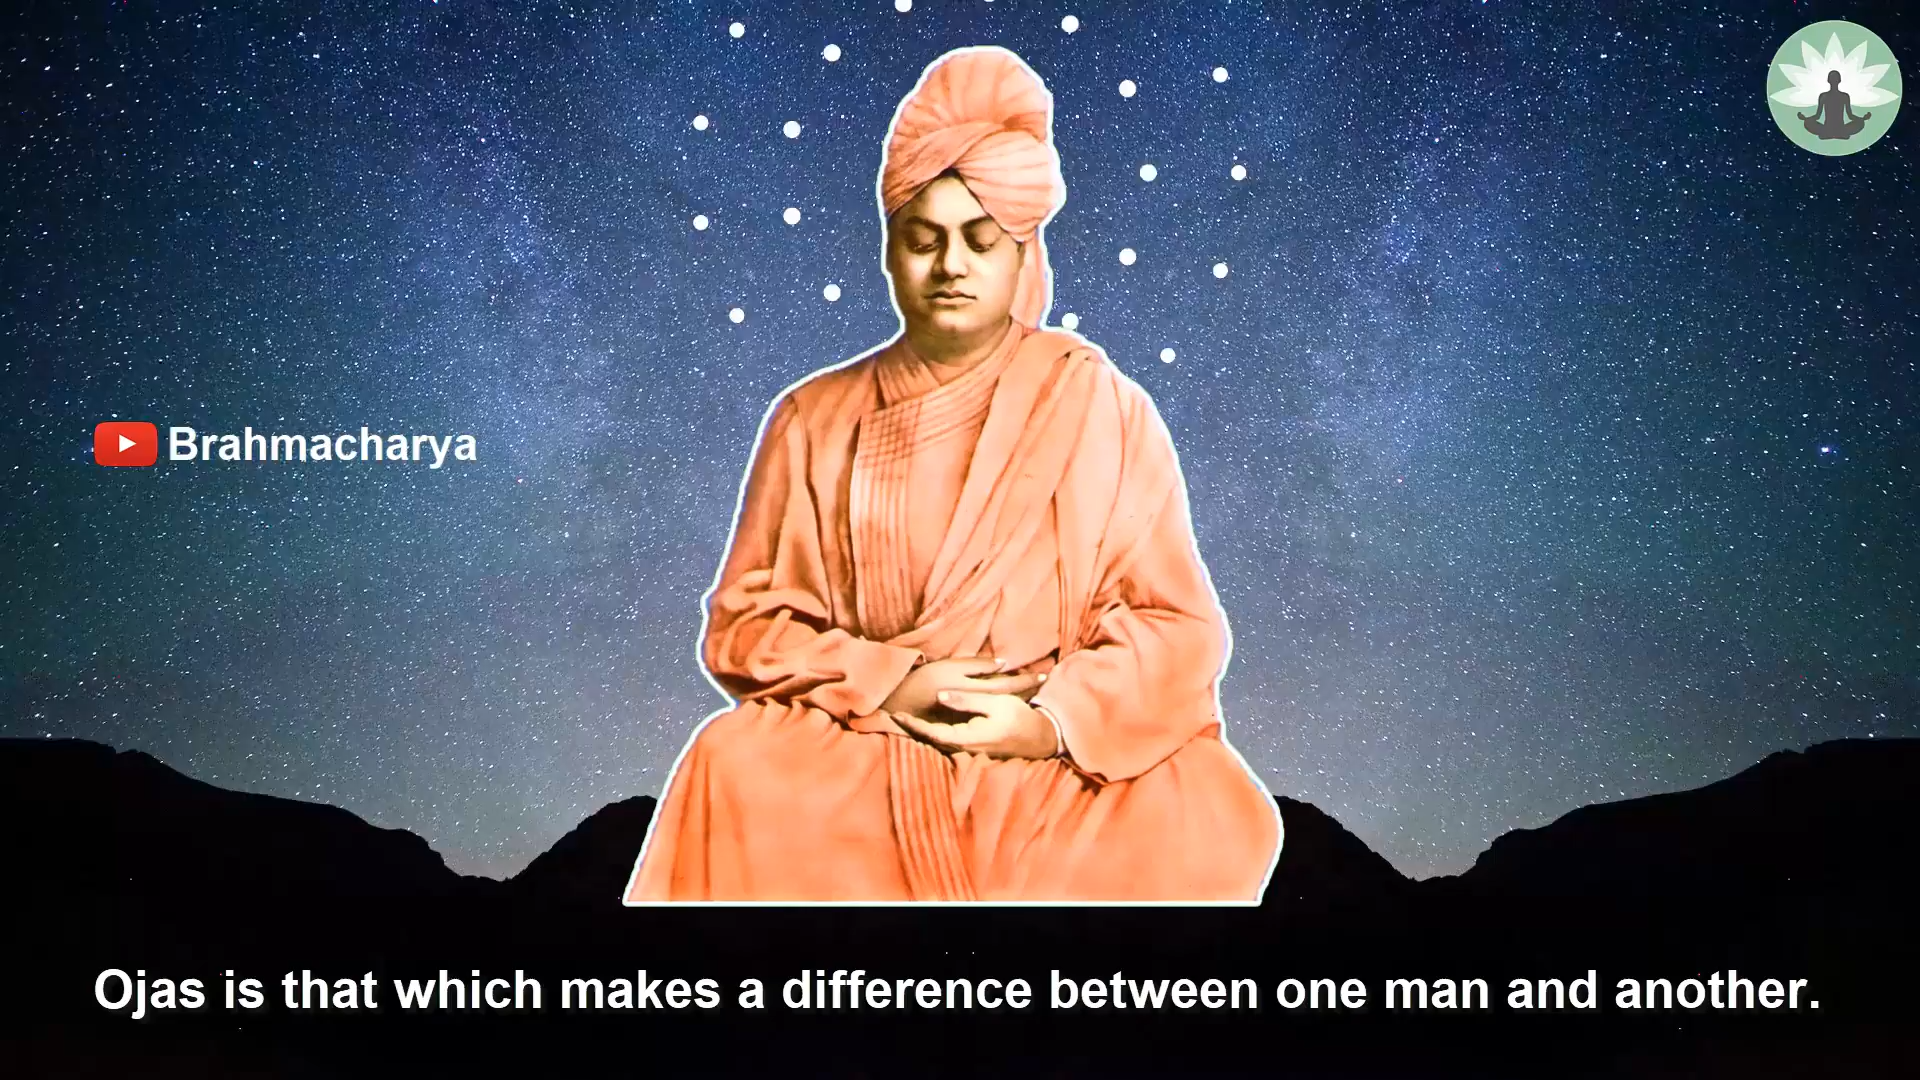 Brahmacharya
Ojas is that which makes a difference between one man and another.